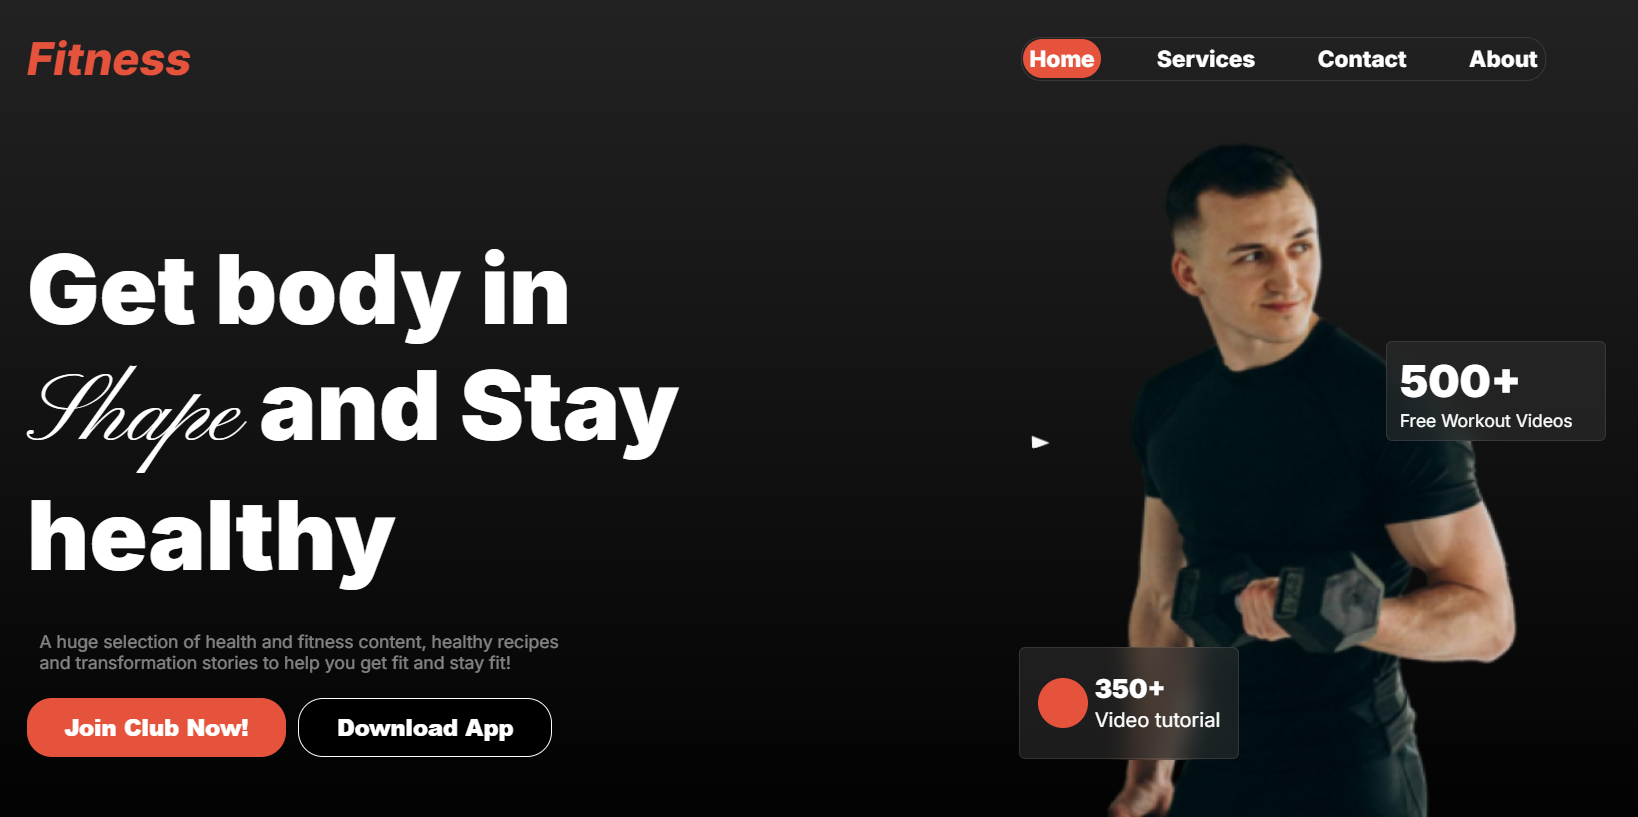 Fitness
Home Services Contact About
Get body in
Shape and Stay
healthy
500+
Free Workout Videos
A huge selection of health and fitness content, healthy recipes
and transformation stories to help you get fit and stay fit!
350+
Video tutorial
Join Club Now! Download App